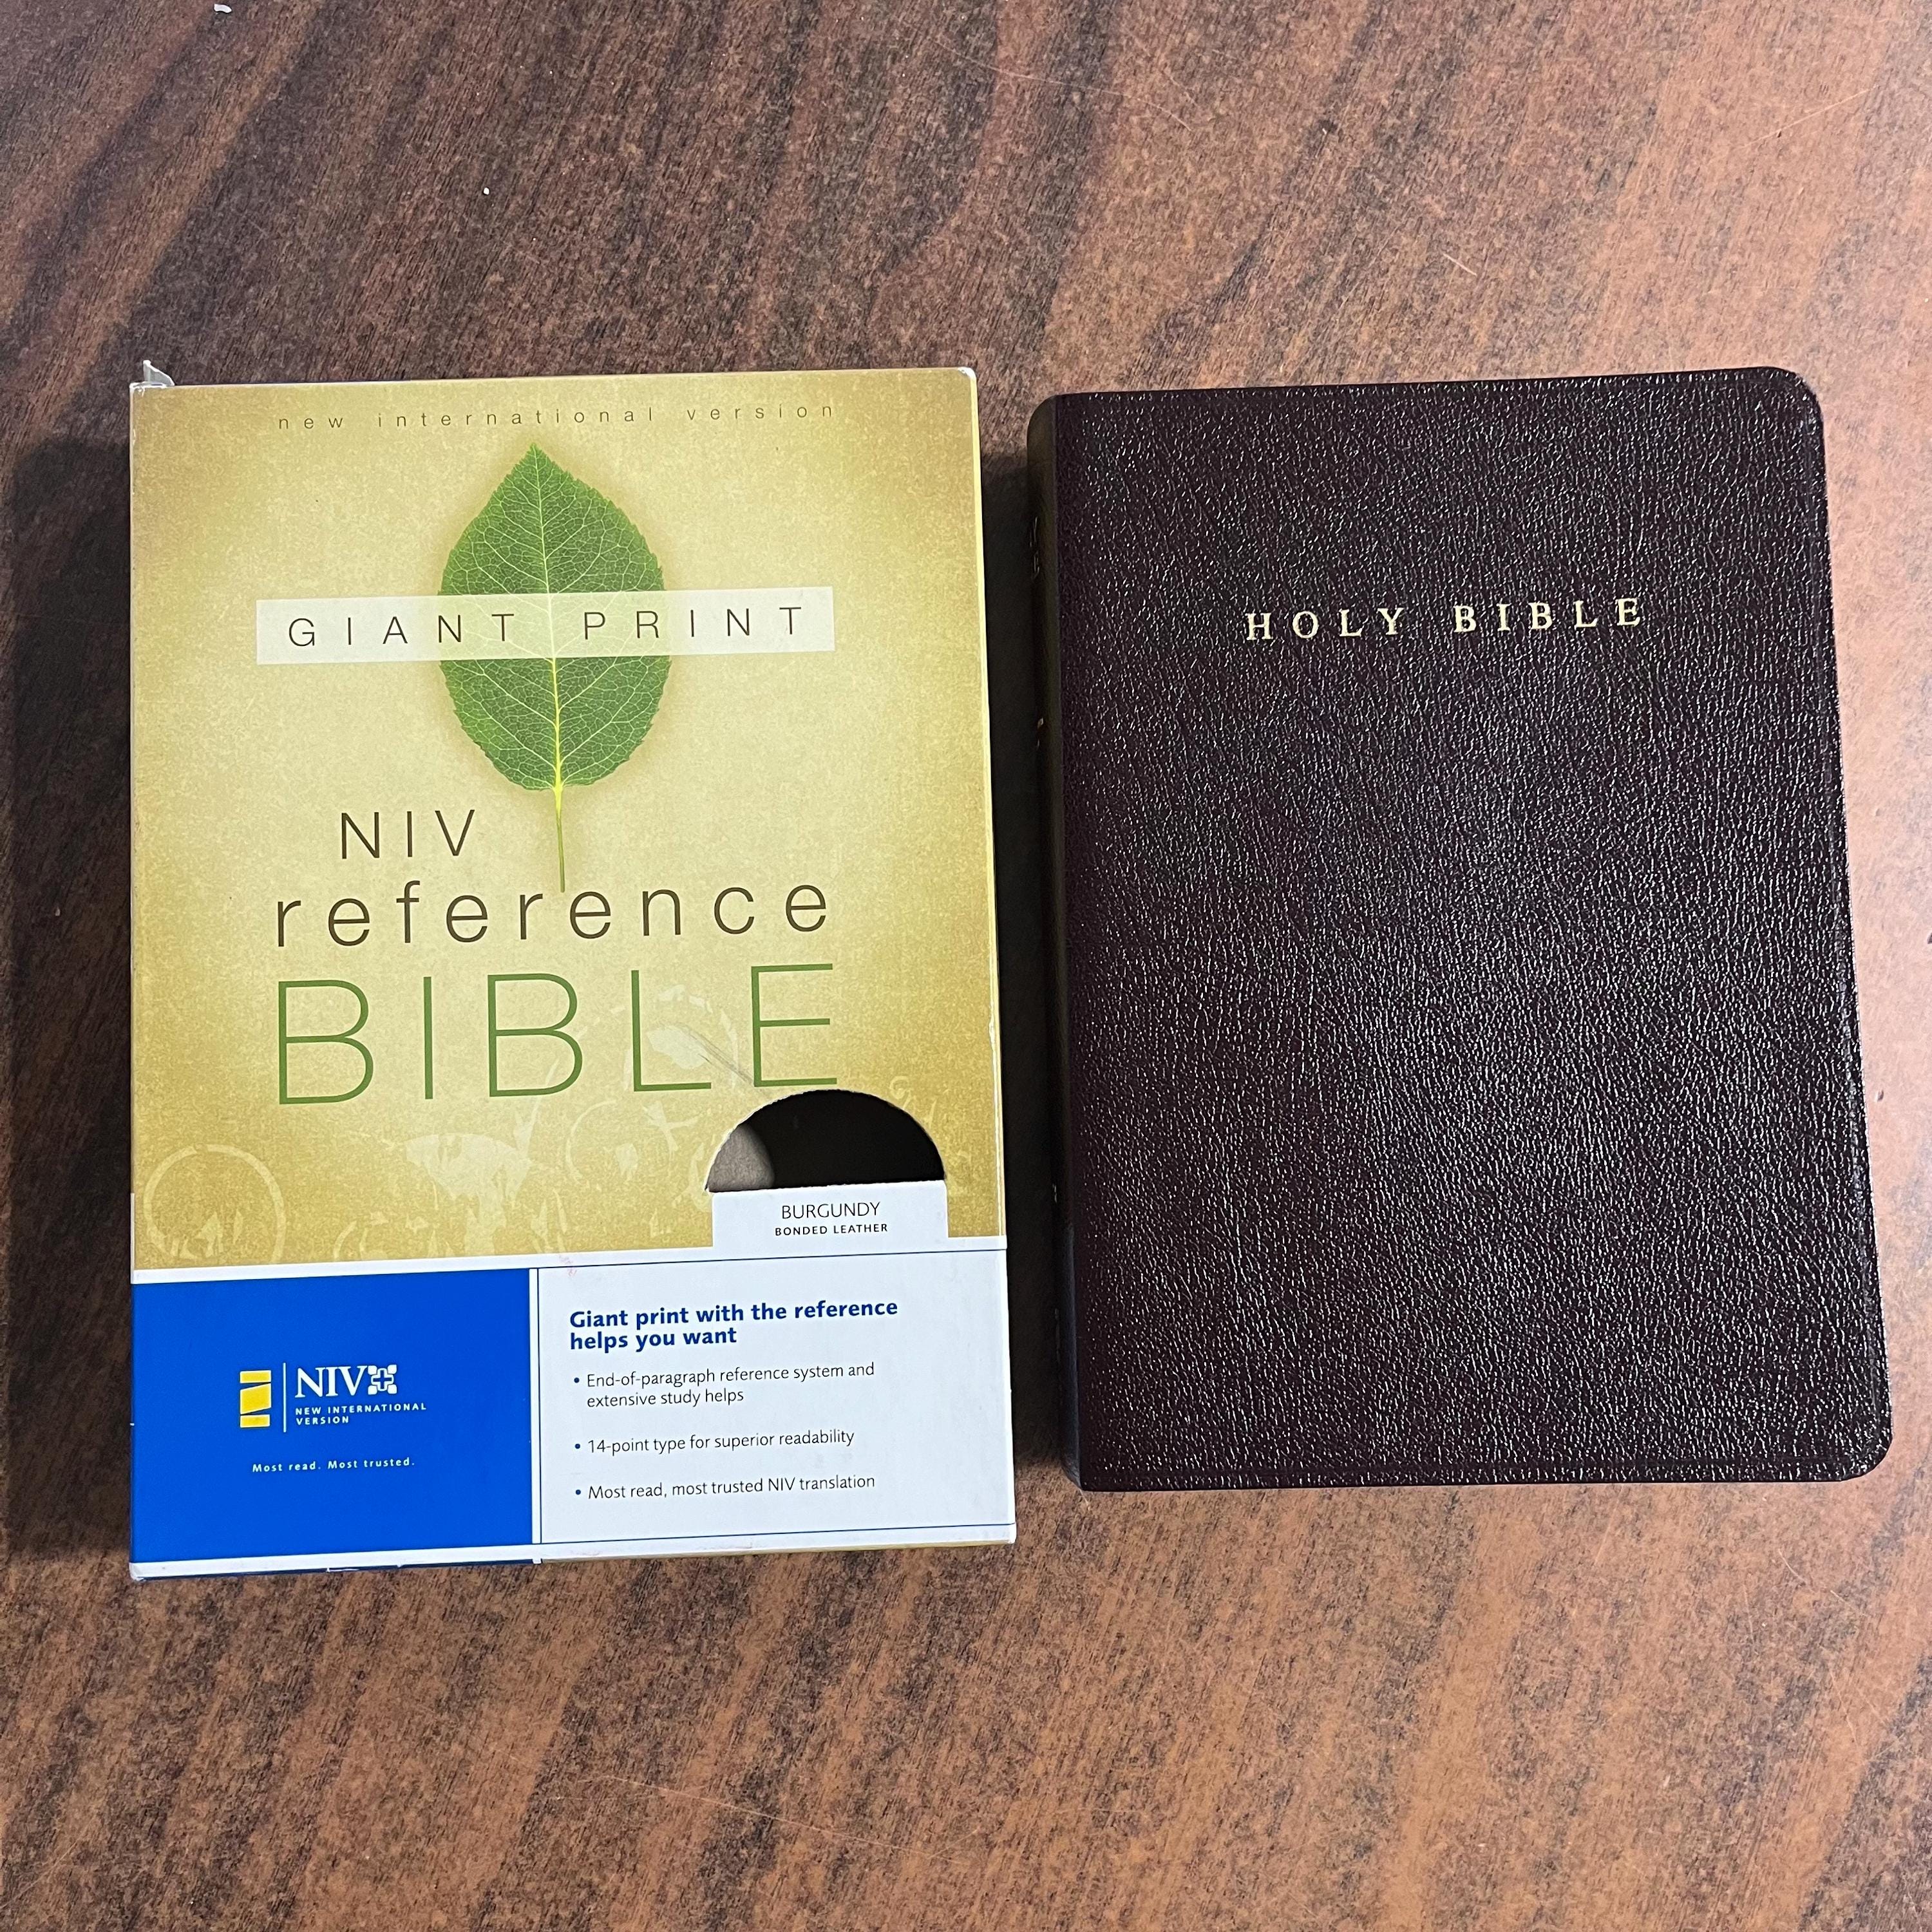 new international version
GIANT PRINT
NIV
reference
BIBLE
BURGUNDY
BONDED LEATHER
NIV
NEW INTERNATIONAL
VERSION
Most read. Most trusted.
Giant print with the reference
helps you want
• End-of-paragraph reference system and
extensive study helps
• 14-point type for superior readability
• Most read, most trusted NIV translation
HOLY BIBLE